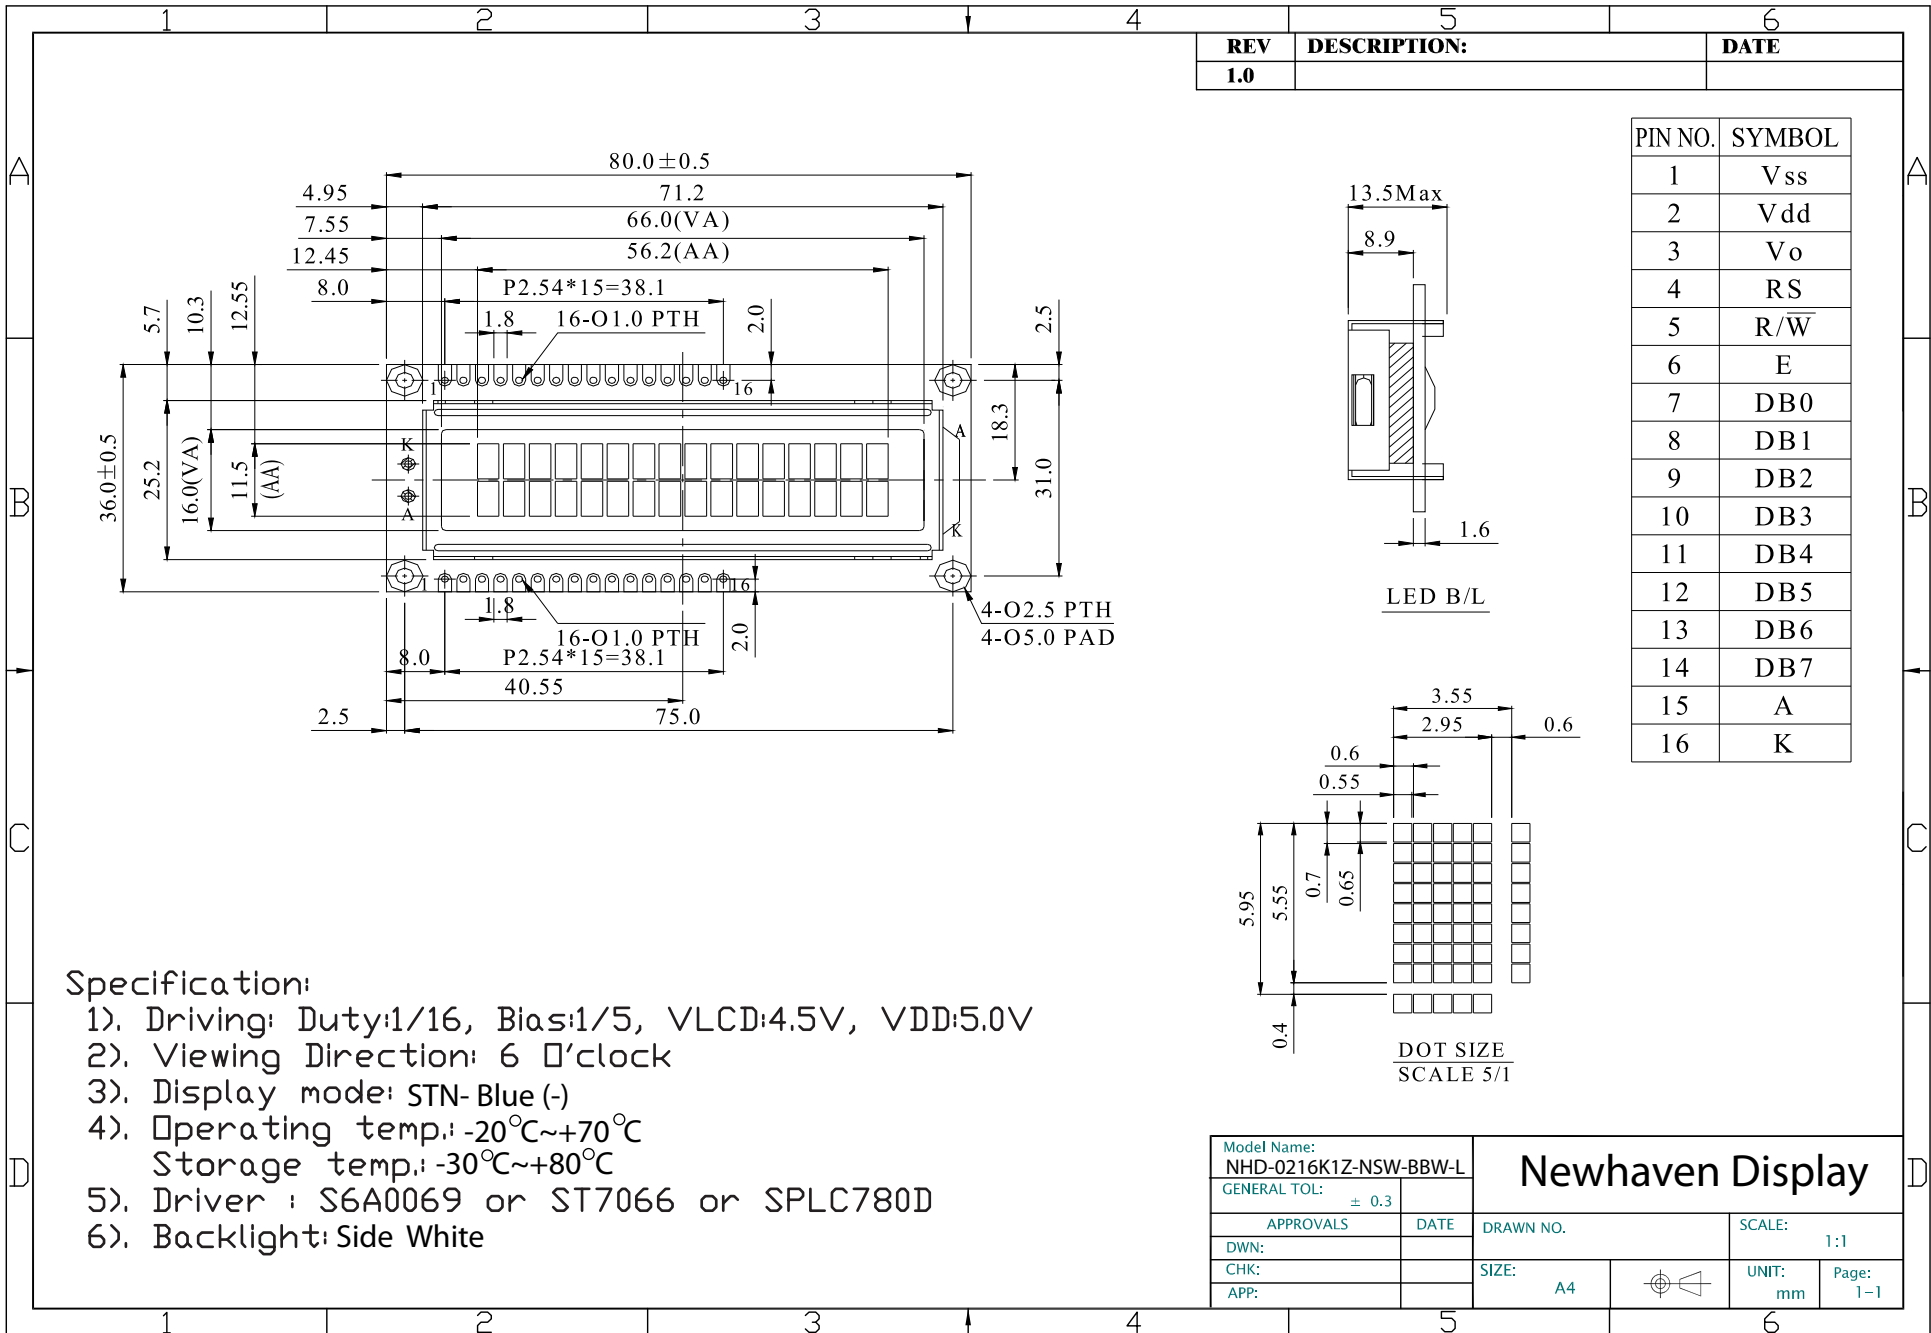 1 2 3 4 5 6
REV DESCRIPTION: DATE
1.0
PIN NO. SYMBOL
1 Vss
2 Vdd
3 Vo
4 RS
5 R/W̅
6 E
7 DB0
8 DB1
9 DB2
10 DB3
11 DB4
12 DB5
13 DB6
14 DB7
15 A
16 K
A A
B B
C C
D D
80.0±0.5
4.95 71.2
7.55 66.0(VA)
12.45 56.2(AA)
8.0 P2.54*15=38.1
1.8 16-O1.0 PTH 2.0 2.5
5.7 10.3 12.55
1 16
36.0±0.5 25.2 16.0(VA) 11.5 (AA)
K A
A K
18.3 31.0
1 16
1.8 16-O1.0 PTH 2.0
4-O2.5 PTH
4-O5.0 PAD
8.0 P2.54*15=38.1
40.55
2.5 75.0
13.5Max
8.9
1.6
LED B/L
3.55
2.95 0.6
0.6
0.55
5.95 5.55 0.7 0.65
0.4
DOT SIZE
SCALE 5/1
Specification:
1). Driving: Duty:1/16, Bias:1/5, VLCD:4.5V, VDD:5.0V
2). Viewing Direction: 6 O'clock
3). Display mode: STN- Blue (-)
4). Operating temp.: -20°C~+70°C
Storage temp.: -30°C~+80°C
5). Driver : S6A0069 or ST7066 or SPLC780D
6). Backlight: Side White
Model Name:
NHD-0216K1Z-NSW-BBW-L
Newhaven Display
GENERAL TOL:
± 0.3
APPROVALS DATE
DRAWN NO.
SCALE:
1:1
DWN:
CHK:
APP:
SIZE:
A4
UNIT:
mm
Page:
1-1
1 2 3 4 5 6